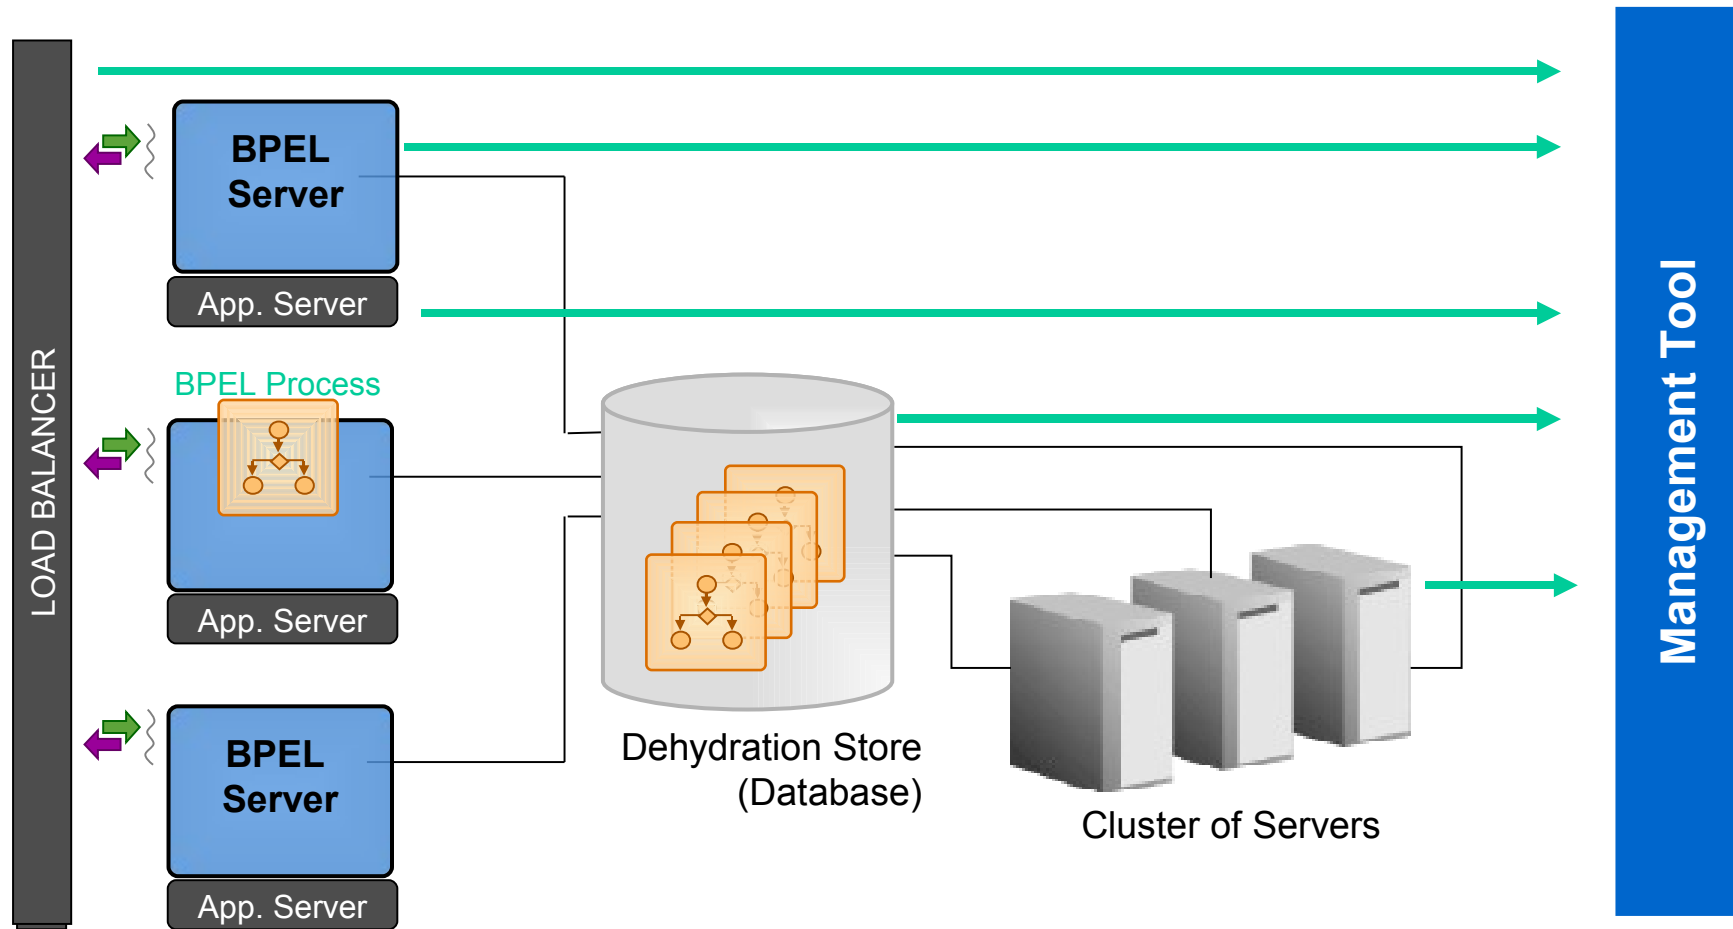 LOAD BALANCER
BPEL
Server
App. Server
BPEL Process
App. Server
BPEL
Server
App. Server
Dehydration Store
(Database)
Cluster of Servers
Management Tool